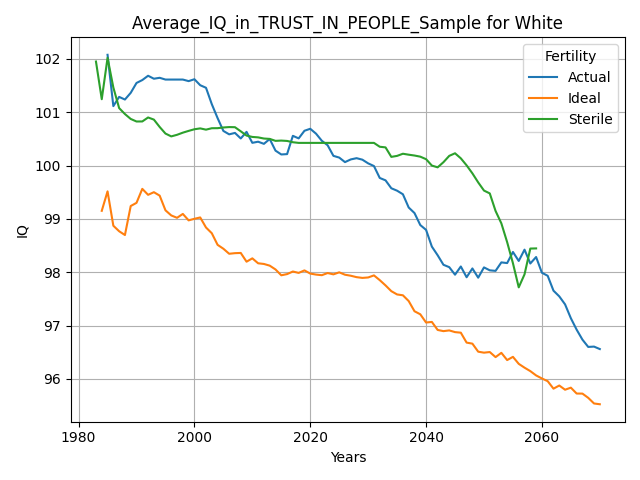 Average_IQ_in_TRUST_IN_PEOPLE_Sample for White
Fertility
Actual
Ideal
Sterile
IQ
102
101
100
99
98
97
96
1980
2000
2020
2040
2060
Years